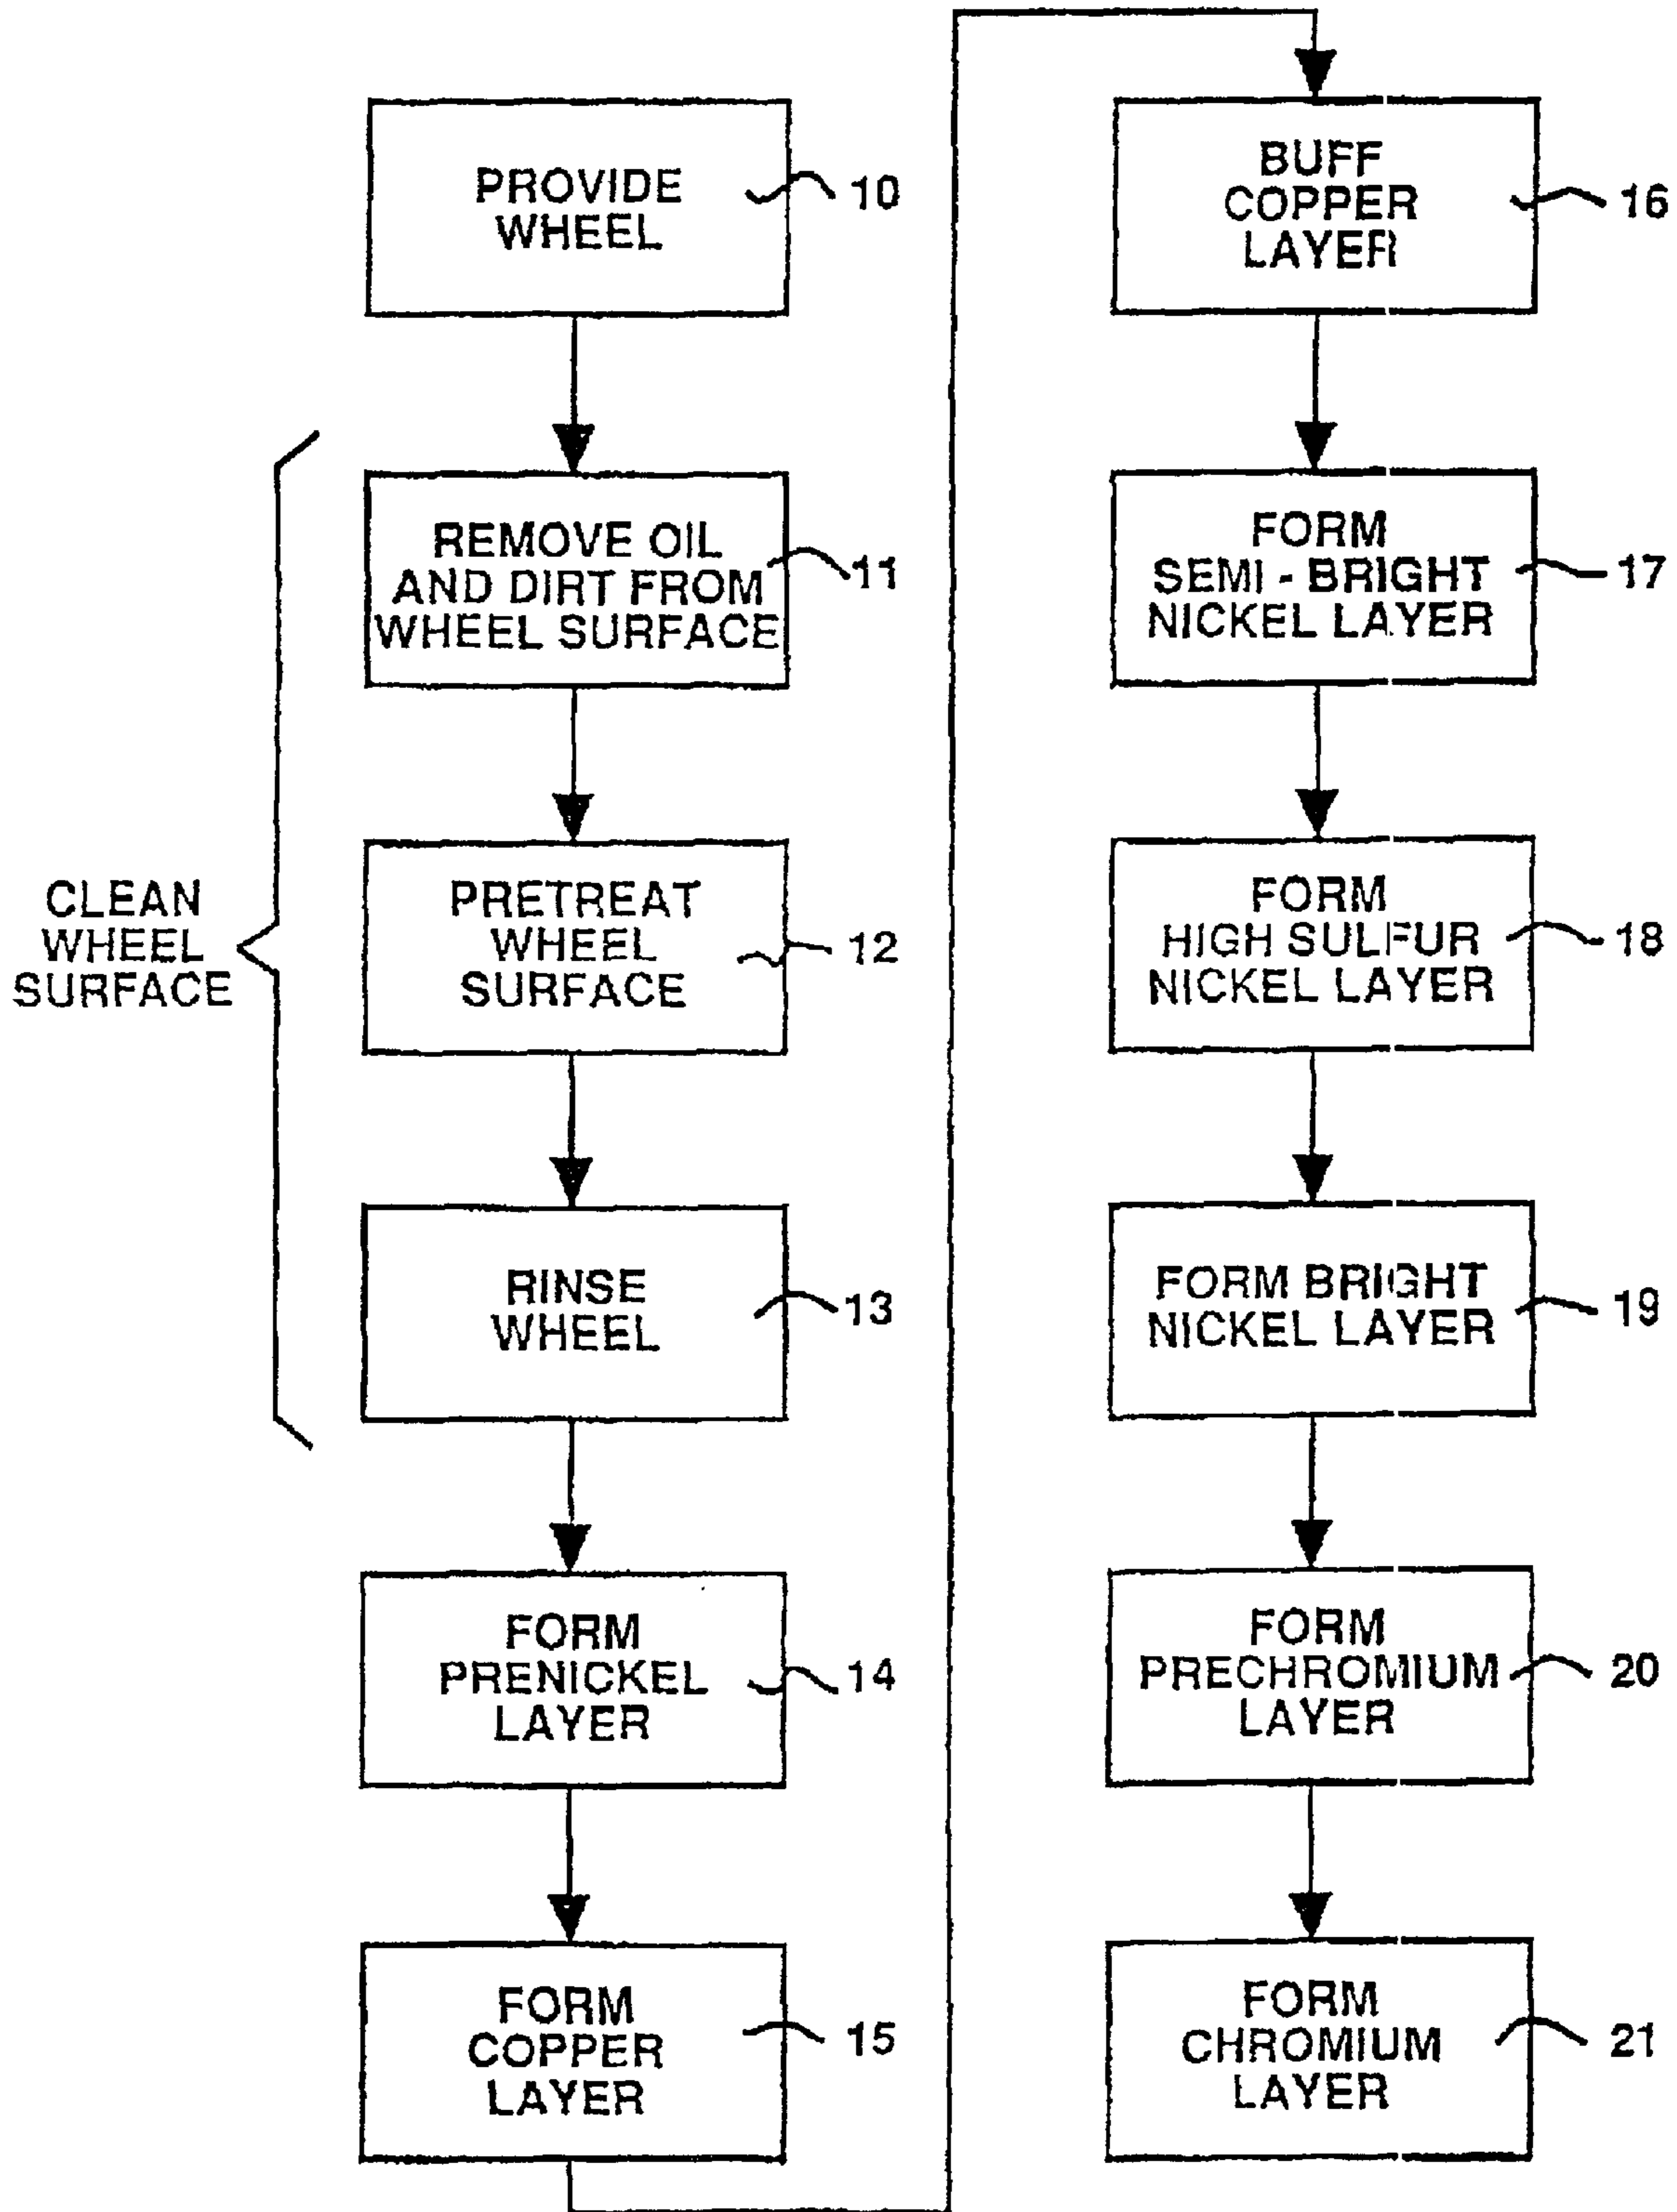 PROVIDE
WHEEL
10
CLEAN
WHEEL
SURFACE
REMOVE OIL
AND DIRT FROM
WHEEL SURFACE
11
PRETREAT
WHEEL
SURFACE
12
RINSE
WHEEL
13
FORM
PRENICKEL
LAYER
14
FORM
COPPER
LAYER
15
BUFF
COPPER
LAYER
16
FORM
SEMI - BRIGHT
NICKEL LAYER
17
FORM
HIGH SULFUR
NICKEL LAYER
18
FORM BRIGHT
NICKEL LAYER
19
FORM
PRECHROMIUM
LAYER
20
FORM
CHROMIUM
LAYER
21